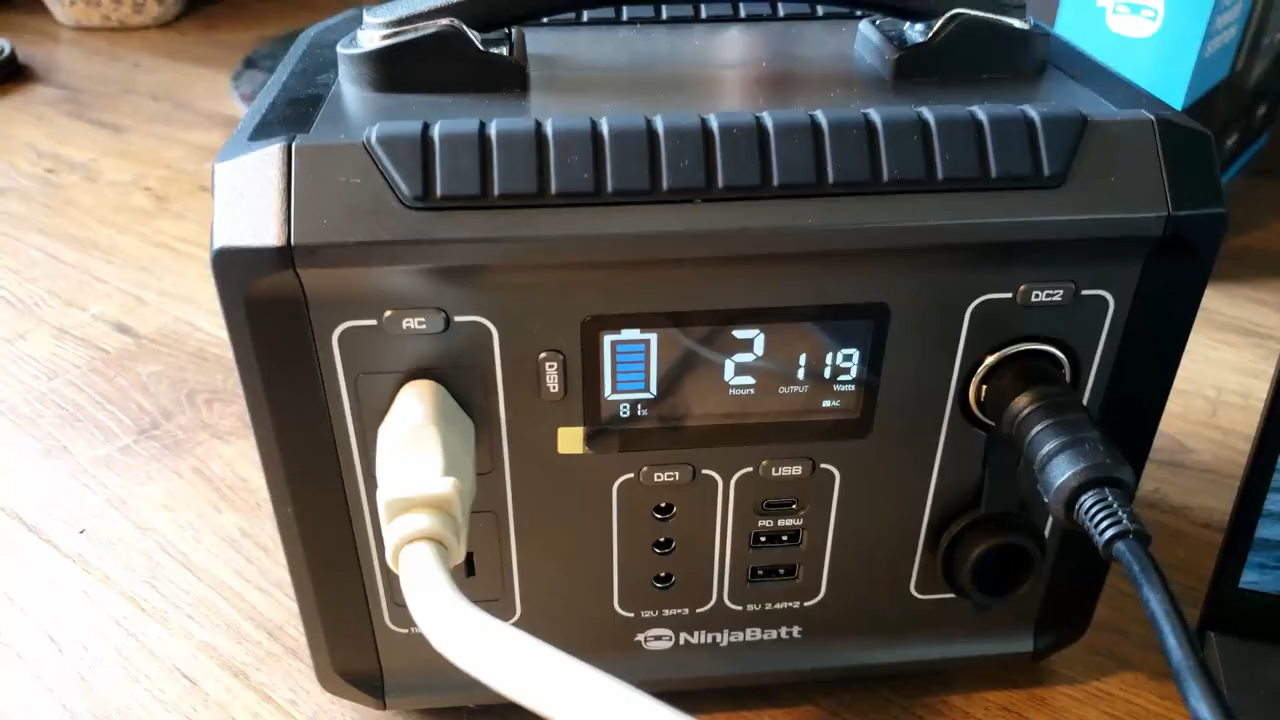 AC
DISP
81%
2
Hours
OUTPUT
119
Watts
AC
DC2
DC1
USB
PD 60W
12V 3A*3
5V 2.4A*2
NinjaBatt